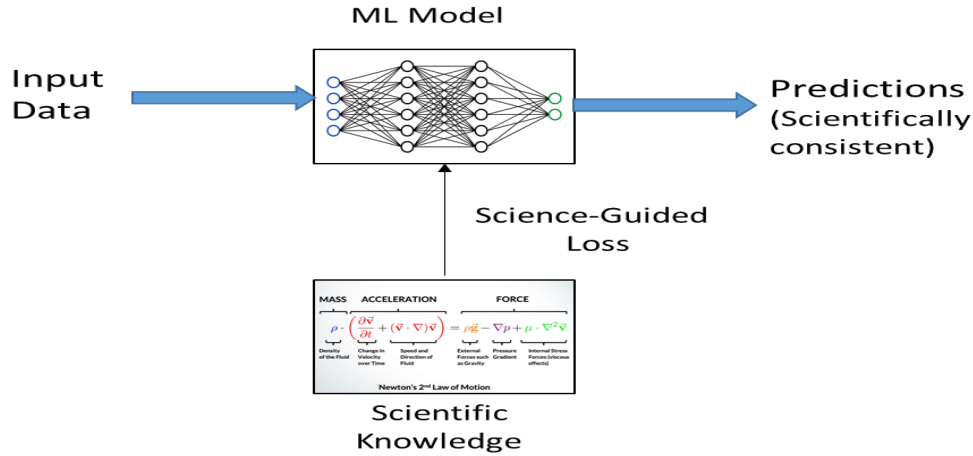 ML Model
Input
Data
Predictions
(Scientifically
consistent)
Science-Guided
Loss
MASS ACCELERATION FORCE
ρ · (∂v⃗/∂t + (v⃗ · ∇)v⃗) = ρg⃗ − ∇p + μ · ∇²v⃗
Density
of the Fluid
Change in
Velocity
over Time
Speed and
Direction of
Fluid
External
Forces such
as Gravity
Pressure
Gradient
Internal Stress
Forces (viscous
effects)
Newton's 2ⁿᵈ Law of Motion
Scientific
Knowledge